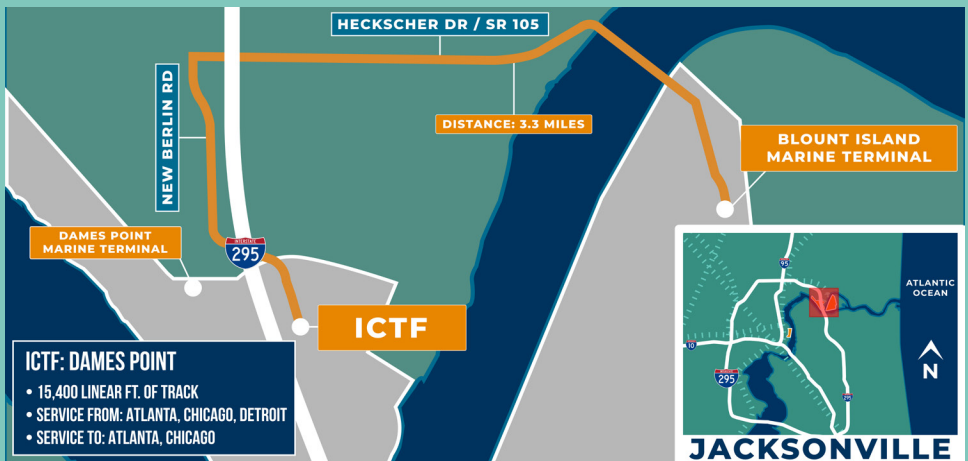 HECKSCHER DR / SR 105
NEW BERLIN RD
DISTANCE: 3.3 MILES
BLOUNT ISLAND
MARINE TERMINAL
DAMES POINT
MARINE TERMINAL
INTERSTATE
295
ICTF
ICTF: DAMES POINT
• 15,400 LINEAR FT. OF TRACK
• SERVICE FROM: ATLANTA, CHICAGO, DETROIT
• SERVICE TO: ATLANTA, CHICAGO
95
ATLANTIC
OCEAN
10
295
295
N
JACKSONVILLE